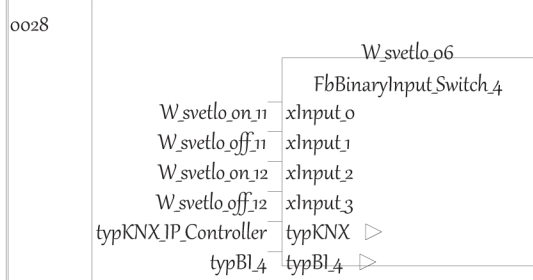 0028
W_svetlo_06
FbBinaryInput_Switch_4
W_svetlo_on_11 xInput_0
W_svetlo_off_11 xInput_1
W_svetlo_on_12 xInput_2
W_svetlo_off_12 xInput_3
typKNX_IP_Controller typKNX
typBI_4 typBI_4